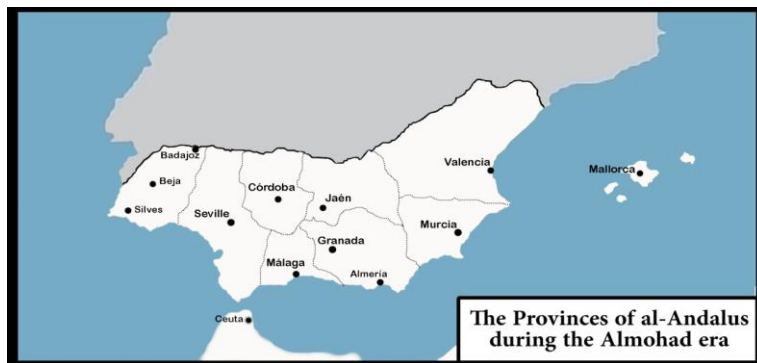 Badajoz
Beja
Silves
Seville
Córdoba
Jaén
Granada
Màlaga
Almería
Valencia
Murcia
Mallorca
Ceuta
The Provinces of al-Andalus
during the Almohad era